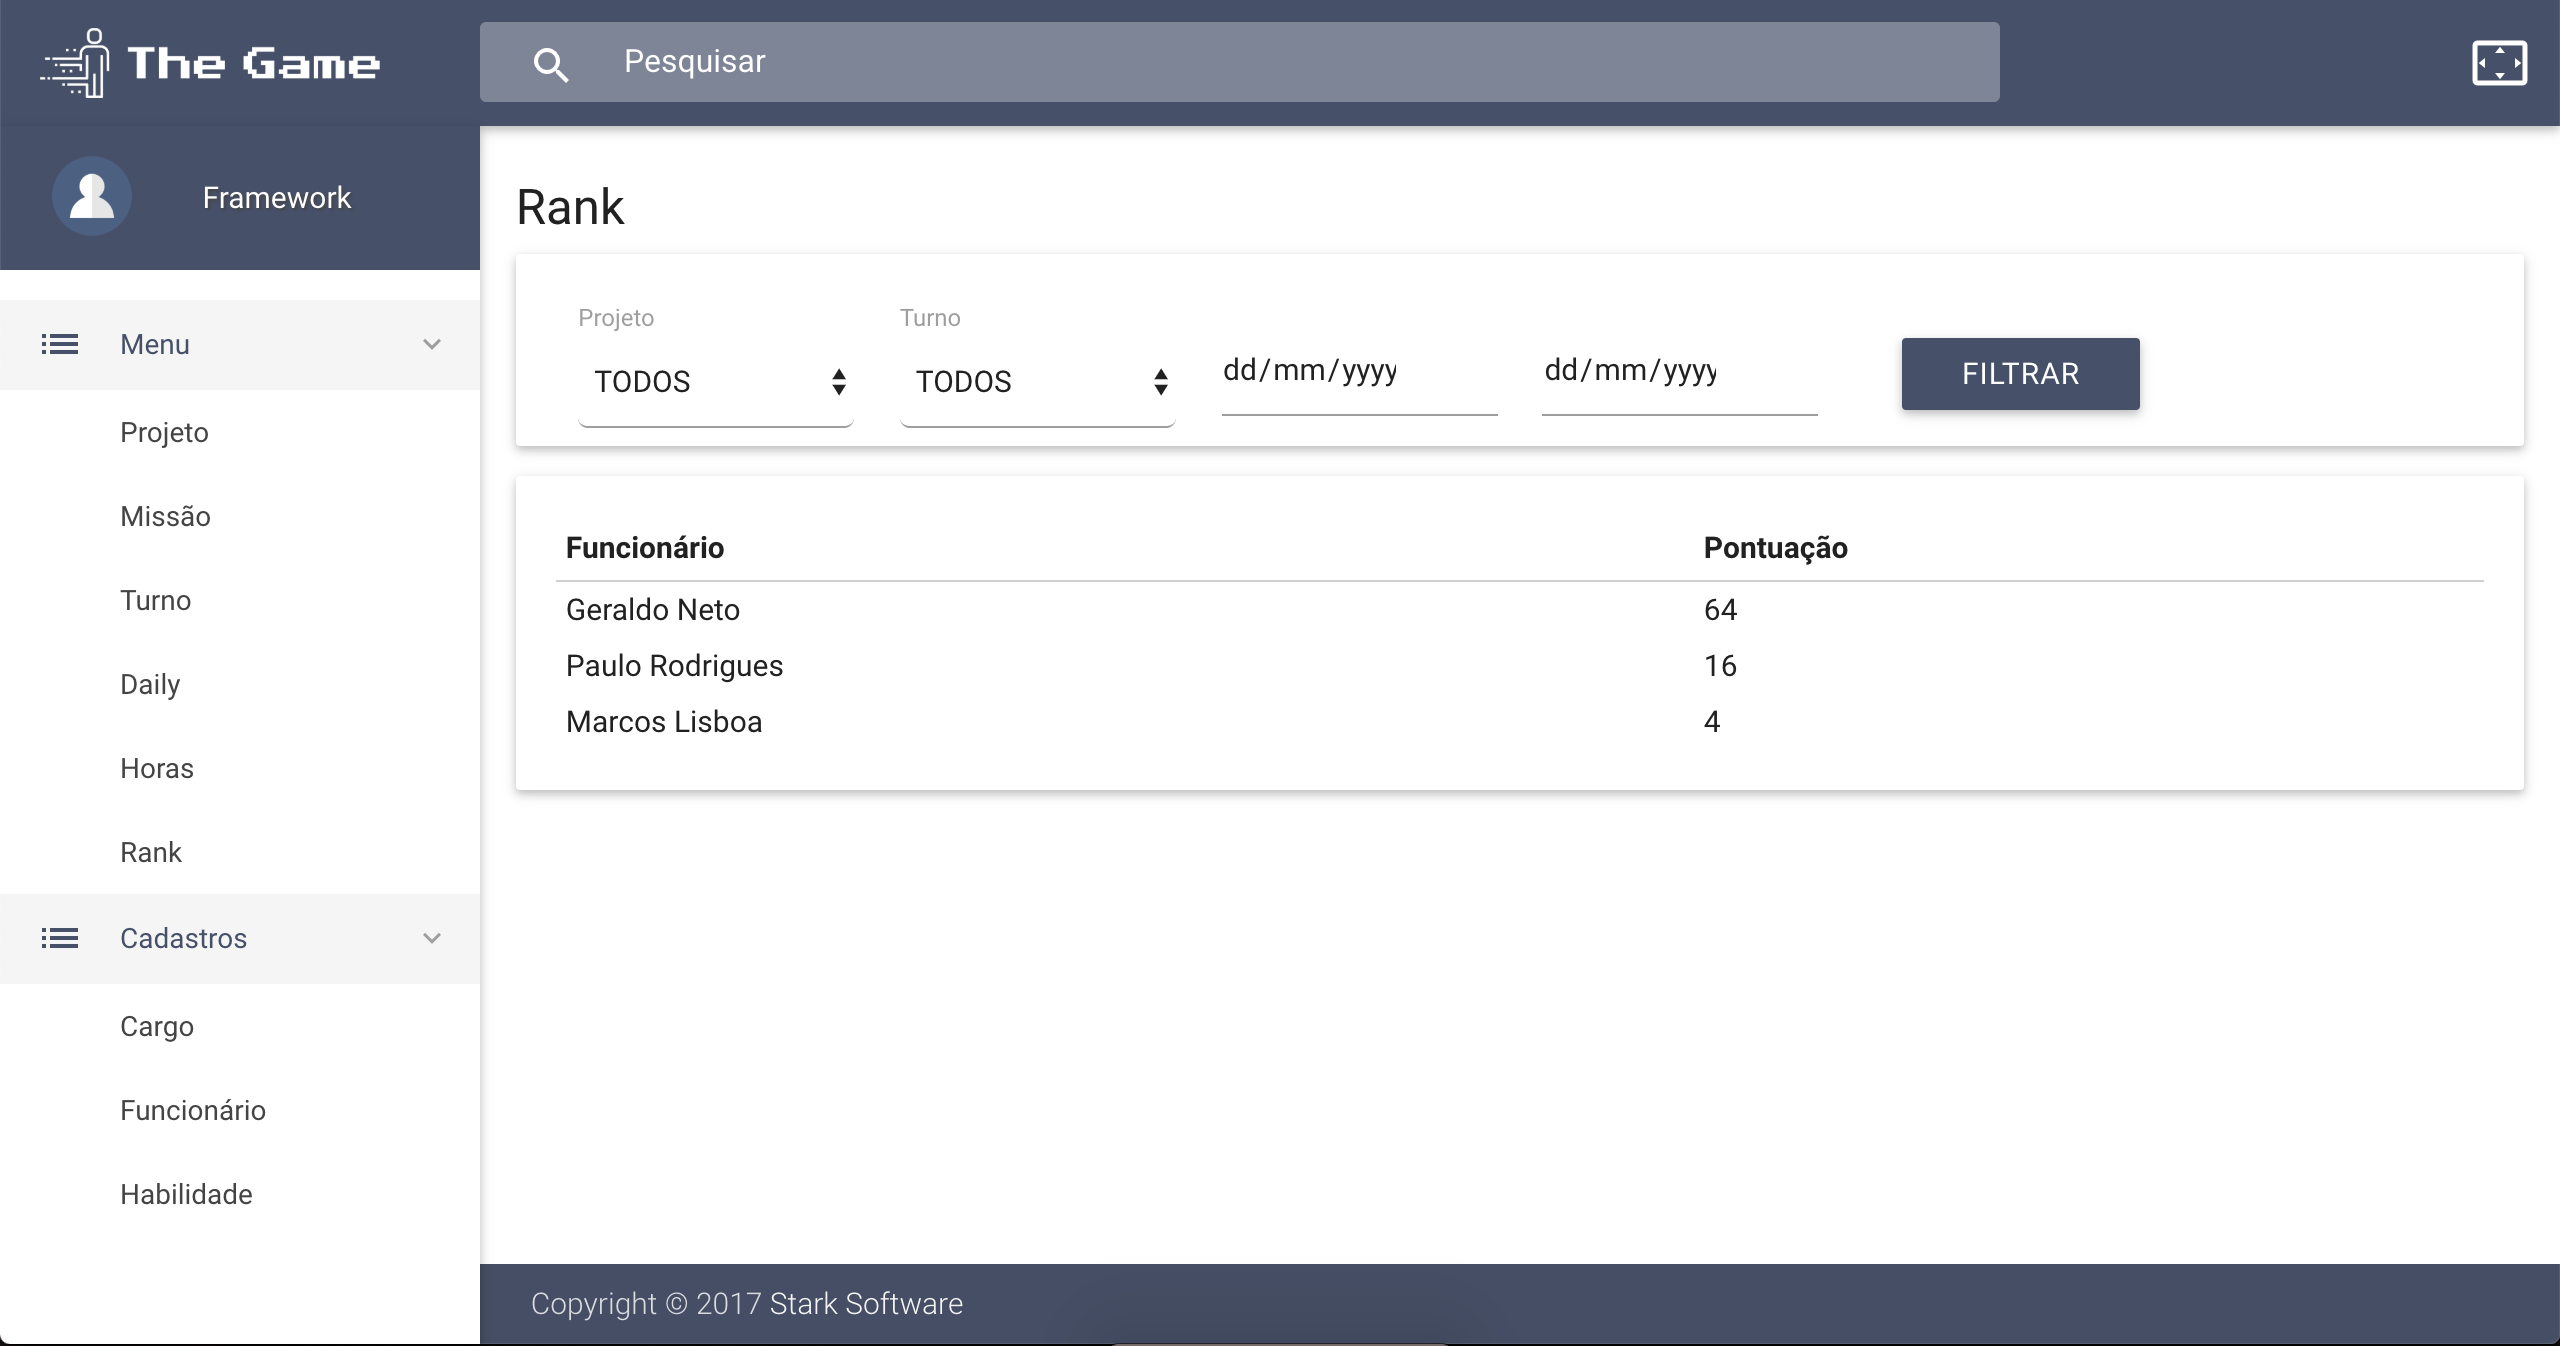 The Game
Pesquisar
Framework
Menu
Projeto
Missão
Turno
Daily
Horas
Rank
Cadastros
Cargo
Funcionário
Habilidade
Rank
Projeto Turno
TODOS TODOS dd/mm/yyyy dd/mm/yyyy FILTRAR
Funcionário Pontuação
Geraldo Neto 64
Paulo Rodrigues 16
Marcos Lisboa 4
Copyright © 2017 Stark Software